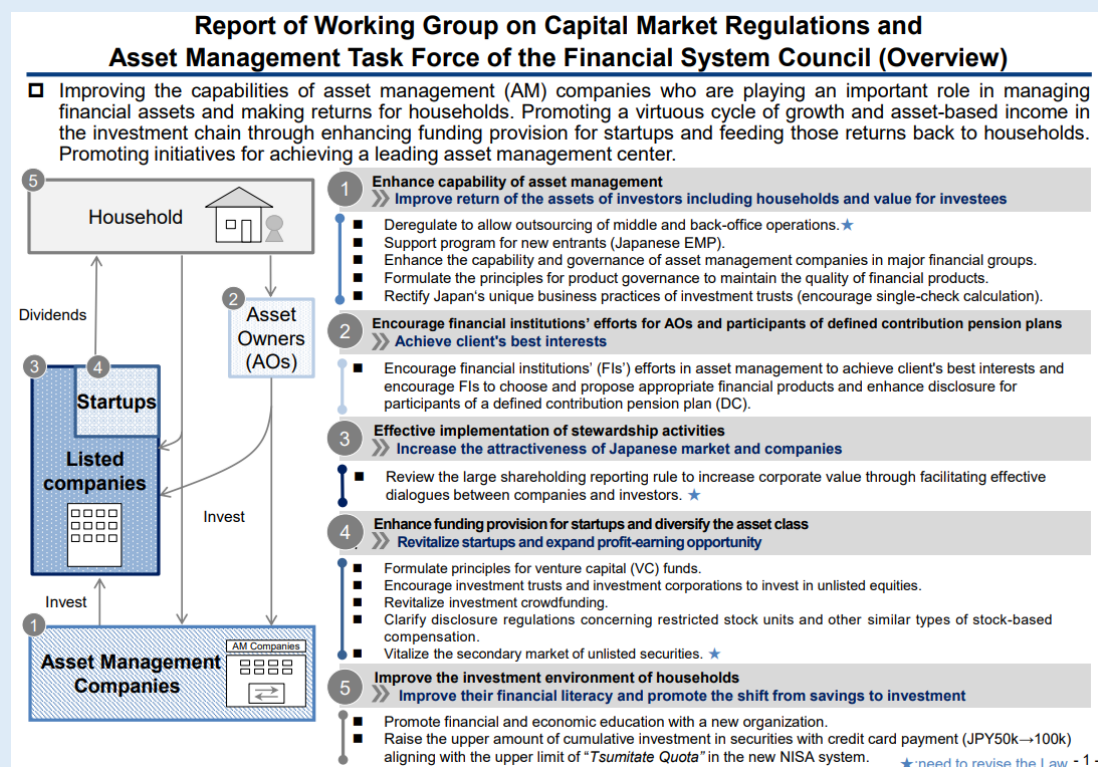 Report of Working Group on Capital Market Regulations and
Asset Management Task Force of the Financial System Council (Overview)
Improving the capabilities of asset management (AM) companies who are playing an important role in managing
financial assets and making returns for households. Promoting a virtuous cycle of growth and asset-based income in
the investment chain through enhancing funding provision for startups and feeding those returns back to households.
Promoting initiatives for achieving a leading asset management center.
5
Household
Dividends
2
Asset
Owners
(AOs)
3
4
Startups
Listed
companies
Invest
Invest
1
Asset Management
Companies
AM Companies
1
Enhance capability of asset management
Improve return of the assets of investors including households and value for investees
■ Deregulate to allow outsourcing of middle and back-office operations.★
■ Support program for new entrants (Japanese EMP).
■ Enhance the capability and governance of asset management companies in major financial groups.
■ Formulate the principles for product governance to maintain the quality of financial products.
■ Rectify Japan's unique business practices of investment trusts (encourage single-check calculation).
2
Encourage financial institutions' efforts for AOs and participants of defined contribution pension plans
Achieve client's best interests
■ Encourage financial institutions' (FIs') efforts in asset management to achieve client's best interests and
encourage FIs to choose and propose appropriate financial products and enhance disclosure for
participants of a defined contribution pension plan (DC).
3
Effective implementation of stewardship activities
Increase the attractiveness of Japanese market and companies
■ Review the large shareholding reporting rule to increase corporate value through facilitating effective
dialogues between companies and investors. ★
4
Enhance funding provision for startups and diversify the asset class
Revitalize startups and expand profit-earning opportunity
■ Formulate principles for venture capital (VC) funds.
■ Encourage investment trusts and investment corporations to invest in unlisted equities.
■ Revitalize investment crowdfunding.
■ Clarify disclosure regulations concerning restricted stock units and other similar types of stock-based
compensation.
■ Vitalize the secondary market of unlisted securities. ★
5
Improve the investment environment of households
Improve their financial literacy and promote the shift from savings to investment
■ Promote financial and economic education with a new organization.
■ Raise the upper amount of cumulative investment in securities with credit card payment (JPY50k→100k)
aligning with the upper limit of "Tsumitate Quota" in the new NISA system.
★:need to revise the Law - 1 -